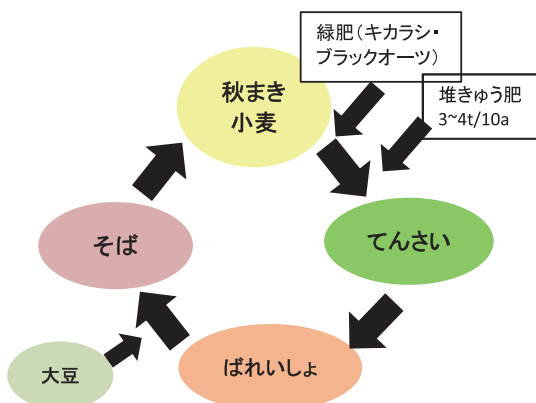 緑肥（キカラシ・
ブラックオーツ）
堆きゅう肥
3~4t/10a
秋まき
小麦
てんさい
ばれいしょ
そば
大豆